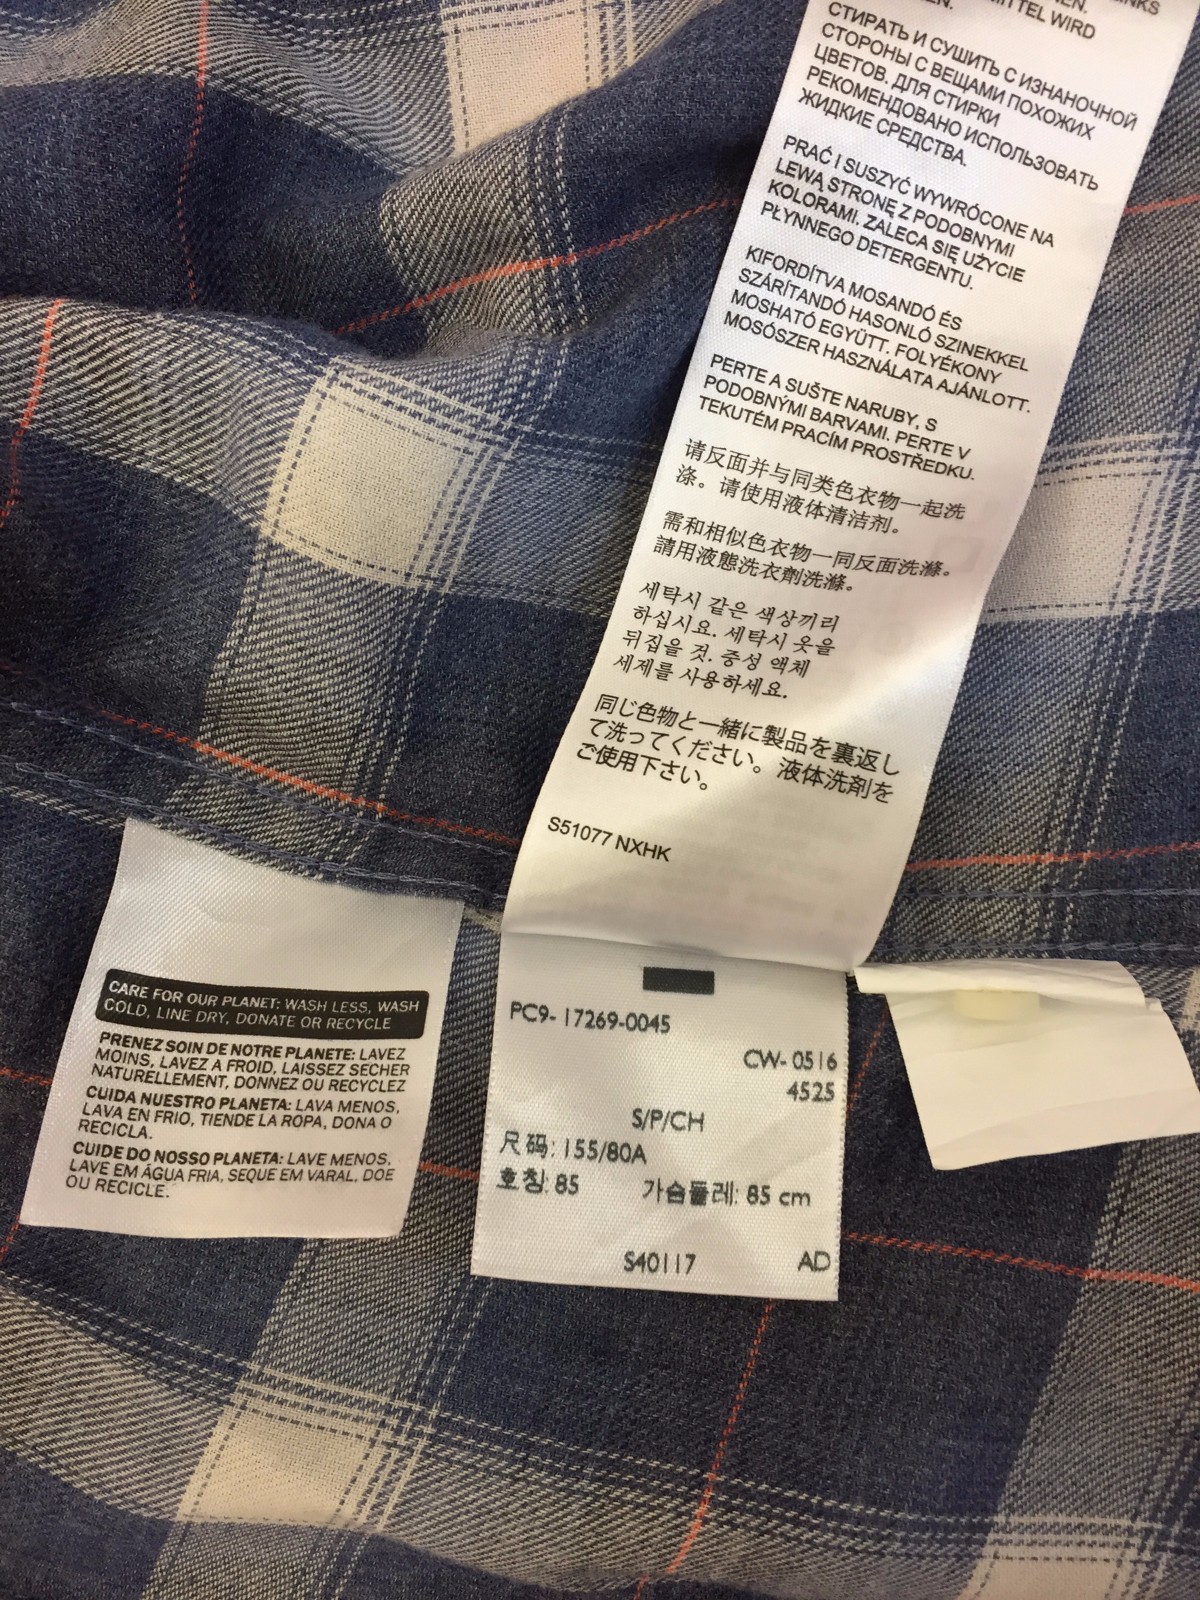 INKS
NEN.
MITTEL WIRD
EN.
СТИРАТЬ И СУШИТЬ С ИЗНАНОЧНОЙ
СТОРОНЫ С ВЕЩАМИ ПОХОЖИХ
ЦВЕТОВ. ДЛЯ СТИРКИ
РЕКОМЕНДОВАНО ИСПОЛЬЗОВАТЬ
ЖИДКИЕ СРЕДСТВА.
PRAĆ I SUSZYĆ WYWRÓCONE NA
LEWĄ STRONĘ Z PODOBNYMI
KOLORAMI. ZALECA SIĘ UŻYCIE
PŁYNNEGO DETERGENTU.
KIFORDÍTVA MOSANDÓ ÉS
SZÁRÍTANDÓ HASONLÓ SZINEKKEL
MOSHATÓ EGYÜTT. FOLYÉKONY
MOSÓSZER HASZNÁLATA AJÁNLOTT.
PERTE A SUŠTE NARUBY, S
PODOBNÝMI BARVAMI. PERTE V
TEKUTÉM PRACÍM PROSTŘEDKU.
请反面并与同类色衣物一起洗
涤。请使用液体清洁剂。
需和相似色衣物一同反面洗滌。
請用液態洗衣劑洗滌。
세탁시 같은 색상끼리
하십시요. 세탁시 옷을
뒤집을 것. 중성 액체
세제를 사용하세요.
同じ色物と一緒に製品を裏返し
て洗ってください。液体洗剤を
ご使用下さい。
S51077 NXHK
CARE FOR OUR PLANET: WASH LESS, WASH
COLD, LINE DRY, DONATE OR RECYCLE
PRENEZ SOIN DE NOTRE PLANETE: LAVEZ
MOINS, LAVEZ A FROID, LAISSEZ SECHER
NATURELLEMENT, DONNEZ OU RECYCLEZ
CUIDA NUESTRO PLANETA: LAVA MENOS,
LAVA EN FRIO, TIENDE LA ROPA, DONA O
RECICLA.
CUIDE DO NOSSO PLANETA: LAVE MENOS,
LAVE EM ÁGUA FRIA, SEQUE EM VARAL, DOE
OU RECICLE.
PC9- 17269-0045
CW- 0516
4525
S/P/CH
尺码: 155/80A
호칭: 85 가슴둘레: 85 cm
S40117 AD